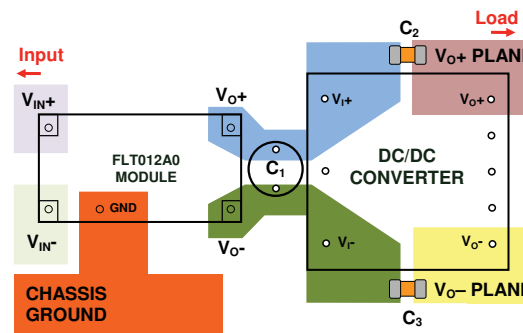 C2
Load
Input
VO+ PLANE
VIN+
VO+
VI+
VO+
FLT012A0
MODULE
C1
DC/DC
CONVERTER
GND
VIN-
VO-
VI-
VO-
CHASSIS
GROUND
VO– PLANE
C3